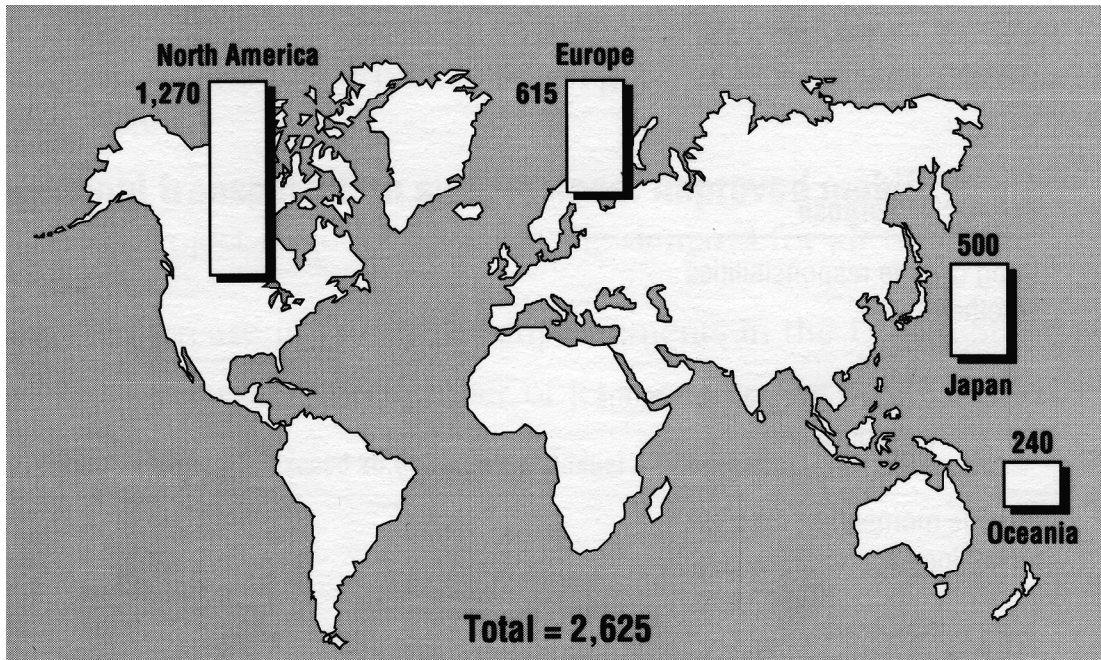 North America
1,270
Europe
615
500
Japan
240
Oceania
Total = 2,625